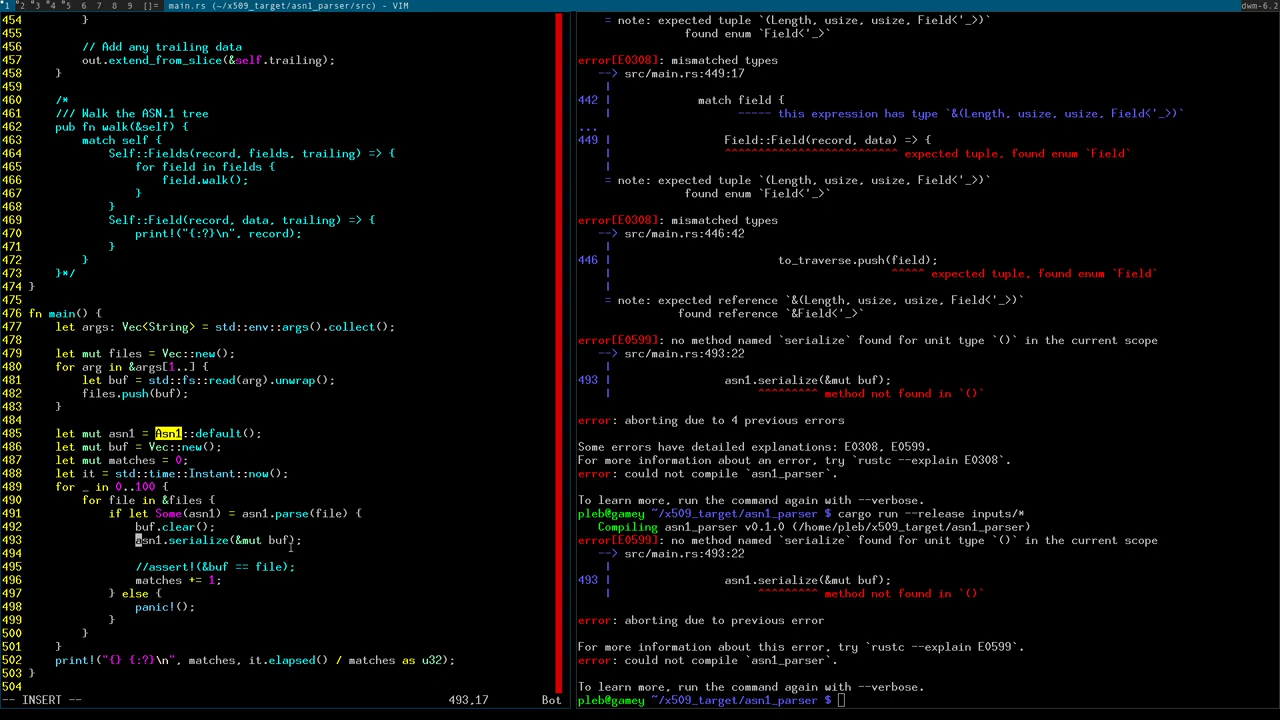 1 2 3 4 5 6 7 8 9 []= main.rs (~/x509_target/asn1_parser/src) - VIM dwm-6.2
454         }
455
456         // Add any trailing data
457         out.extend_from_slice(&self.trailing);
458     }
459
460     /*
461     /// Walk the ASN.1 tree
462     pub fn walk(&self) {
463         match self {
464             Self::Fields(record, fields, trailing) => {
465                 for field in fields {
466                     field.walk();
467                 }
468             }
469             Self::Field(record, data, trailing) => {
470                 print!("{:?}\n", record);
471             }
472         }
473     }*/
474 }
475
476 fn main() {
477     let args: Vec<String> = std::env::args().collect();
478
479     let mut files = Vec::new();
480     for arg in &args[1..] {
481         let buf = std::fs::read(arg).unwrap();
482         files.push(buf);
483     }
484
485     let mut asn1 = Asn1::default();
486     let mut buf = Vec::new();
487     let mut matches = 0;
488     let it = std::time::Instant::now();
489     for _ in 0..100 {
490         for file in &files {
491             if let Some(asn1) = asn1.parse(file) {
492                 buf.clear();
493                 asn1.serialize(&mut buf);
494
495                 //assert!(&buf == file);
496                 matches += 1;
497             } else {
498                 panic!();
499             }
500         }
501     }
502     print!("{} {:?}\n", matches, it.elapsed() / matches as u32);
503 }
504
-- INSERT -- 493,17 Bot
    = note: expected tuple `(Length, usize, usize, Field<'_>)`
                found enum `Field<'_>`

error[E0308]: mismatched types
   --> src/main.rs:449:17
    |
442 |             match field {
    |                   ----- this expression has type `&(Length, usize, usize, Field<'_>)`
...
449 |                 Field::Field(record, data) => {
    |                 ^^^^^^^^^^^^^^^^^^^^^^^^^^ expected tuple, found enum `Field`
    |
    = note: expected tuple `(Length, usize, usize, Field<'_>)`
                found enum `Field<'_>`

error[E0308]: mismatched types
   --> src/main.rs:446:42
    |
446 |                         to_traverse.push(field);
    |                                          ^^^^^ expected tuple, found enum `Field`
    |
    = note: expected reference `&(Length, usize, usize, Field<'_>)`
               found reference `&Field<'_>`

error[E0599]: no method named `serialize` found for unit type `()` in the current scope
   --> src/main.rs:493:22
    |
493 |                 asn1.serialize(&mut buf);
    |                      ^^^^^^^^^ method not found in `()`

error: aborting due to 4 previous errors

Some errors have detailed explanations: E0308, E0599.
For more information about an error, try `rustc --explain E0308`.
error: could not compile `asn1_parser`.

To learn more, run the command again with --verbose.
pleb@gamey ~/x509_target/asn1_parser $ cargo run --release inputs/*
   Compiling asn1_parser v0.1.0 (/home/pleb/x509_target/asn1_parser)
error[E0599]: no method named `serialize` found for unit type `()` in the current scope
   --> src/main.rs:493:22
    |
493 |                 asn1.serialize(&mut buf);
    |                      ^^^^^^^^^ method not found in `()`

error: aborting due to previous error

For more information about this error, try `rustc --explain E0599`.
error: could not compile `asn1_parser`.

To learn more, run the command again with --verbose.
pleb@gamey ~/x509_target/asn1_parser $